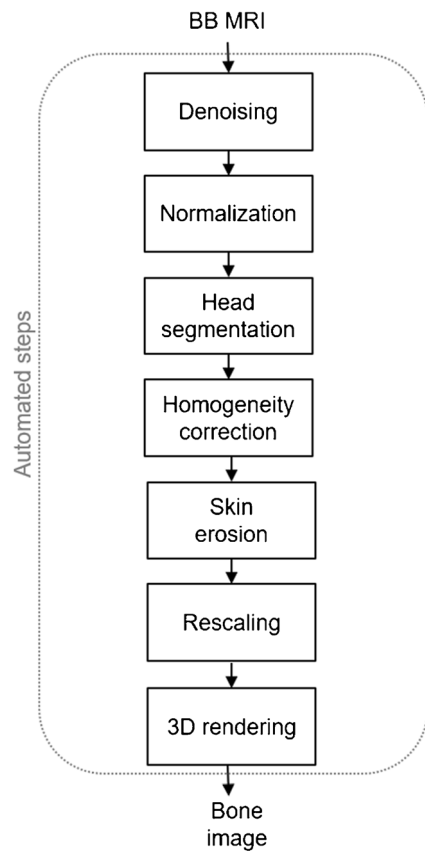 BB MRI
Denoising
Normalization
Head
segmentation
Homogeneity
correction
Skin
erosion
Rescaling
3D rendering
Bone
image
Automated steps